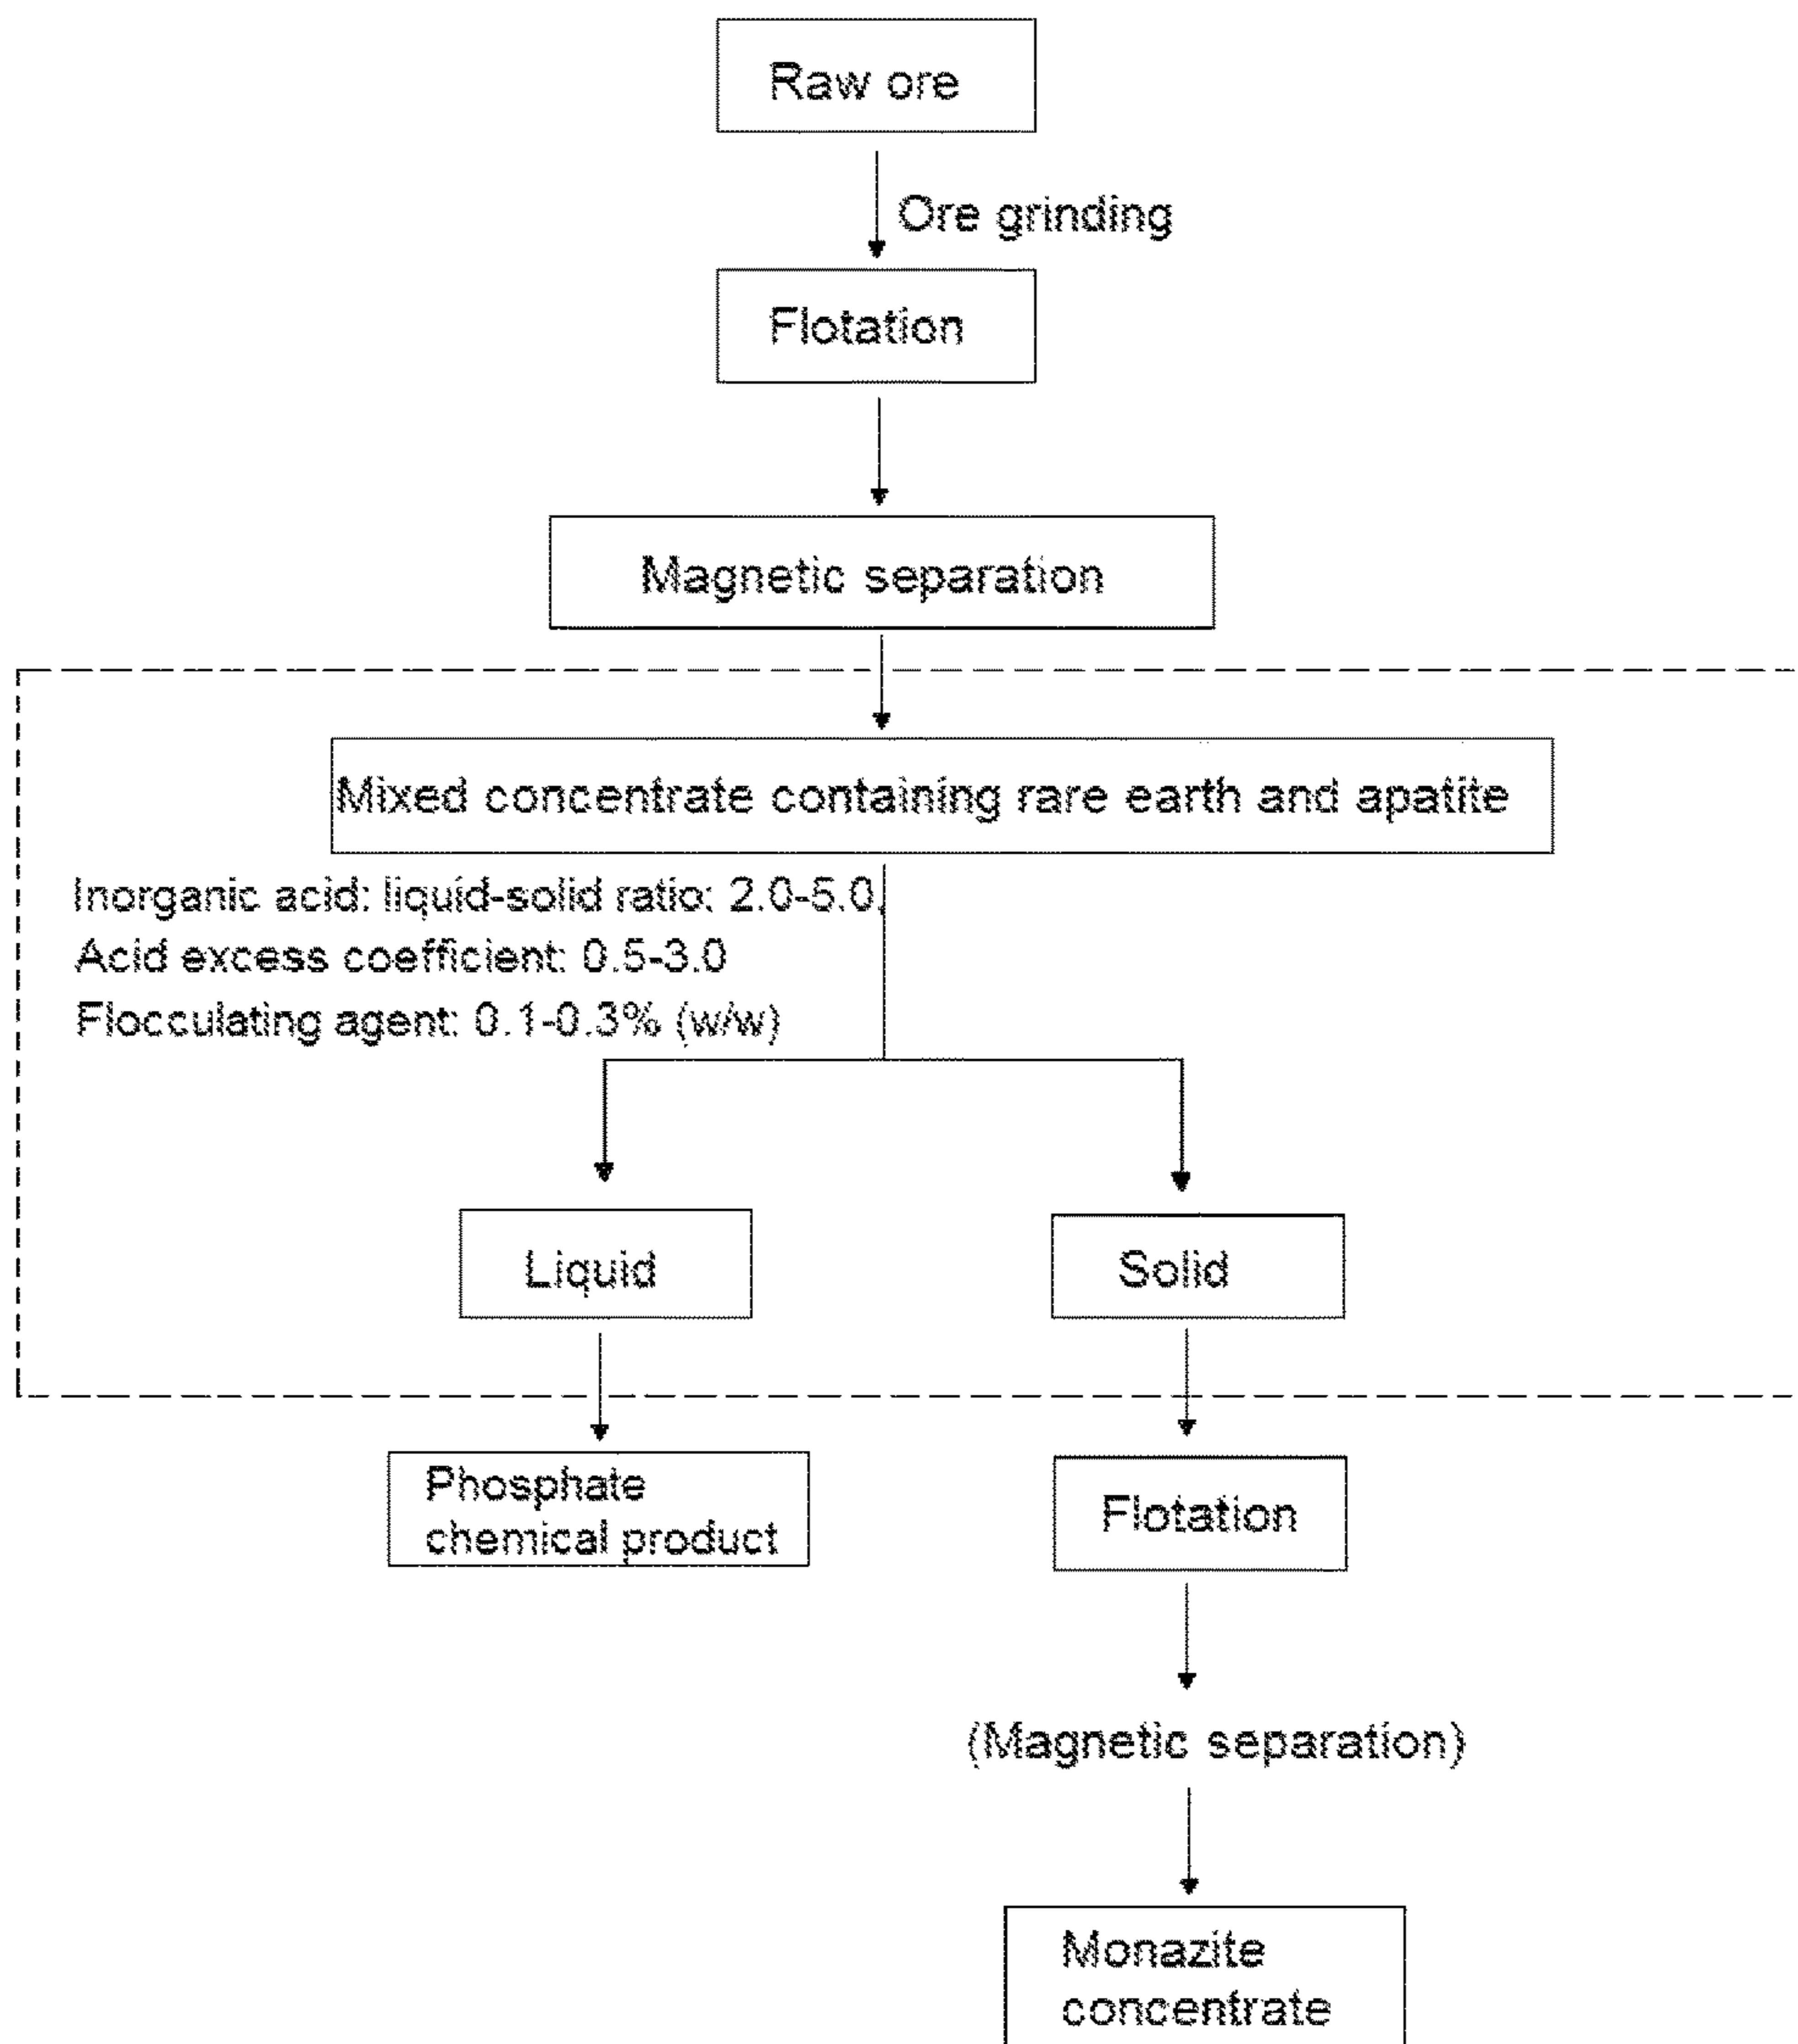 Raw ore
Ore grinding
Flotation
Magnetic separation
Mixed concentrate containing rare earth and apatite
Inorganic acid: liquid-solid ratio: 2.0-5.0,
Acid excess coefficient: 0.5-3.0
Flocculating agent: 0.1-0.3% (w/w)
Liquid
Solid
Phosphate
chemical product
Flotation
(Magnetic separation)
Monazite
concentrate